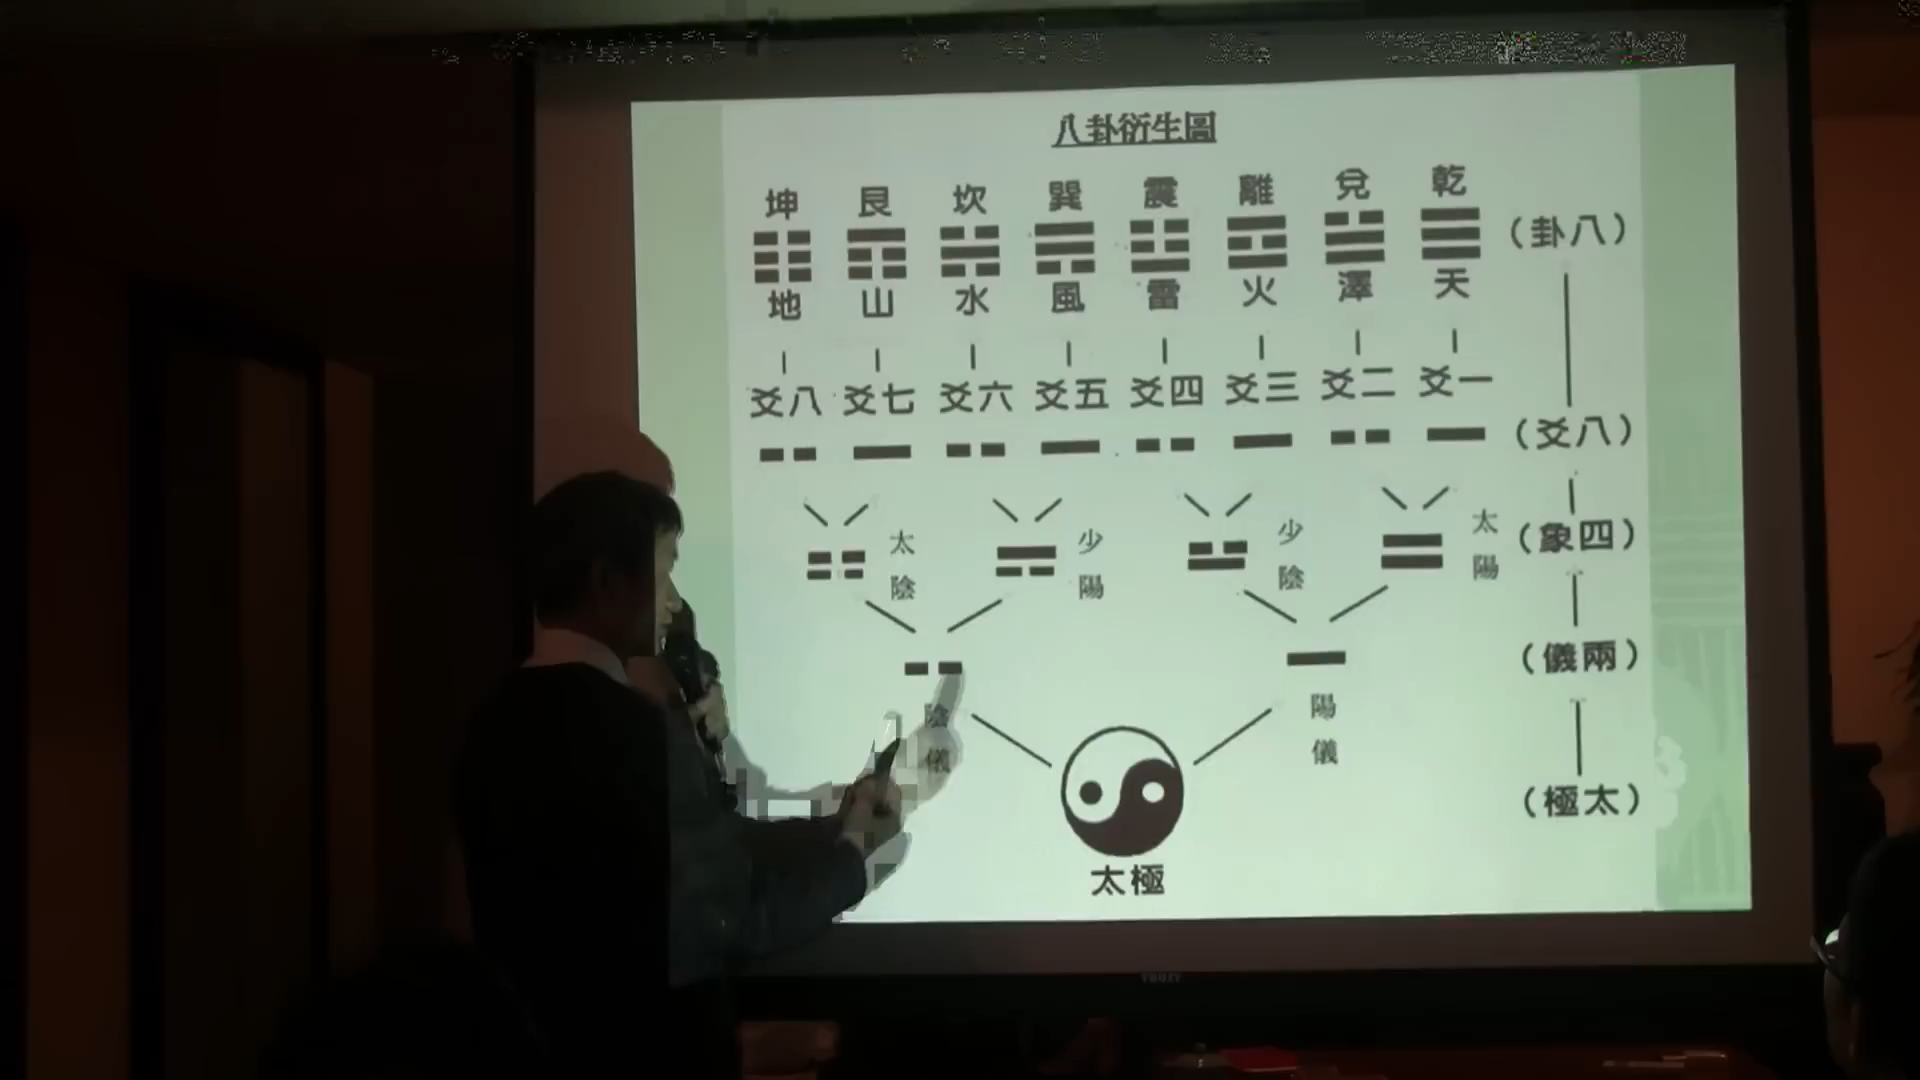 八卦衍生圖
坤 艮 坎 巽 震 離 兌 乾
(卦八)
地 山 水 風 雷 火 澤 天
爻八 爻七 爻六 爻五 爻四 爻三 爻二 爻一
(爻八)
太陰 少陽 少陰 太陽
(象四)
陰儀 陽儀
(儀兩)
(極太)
太極